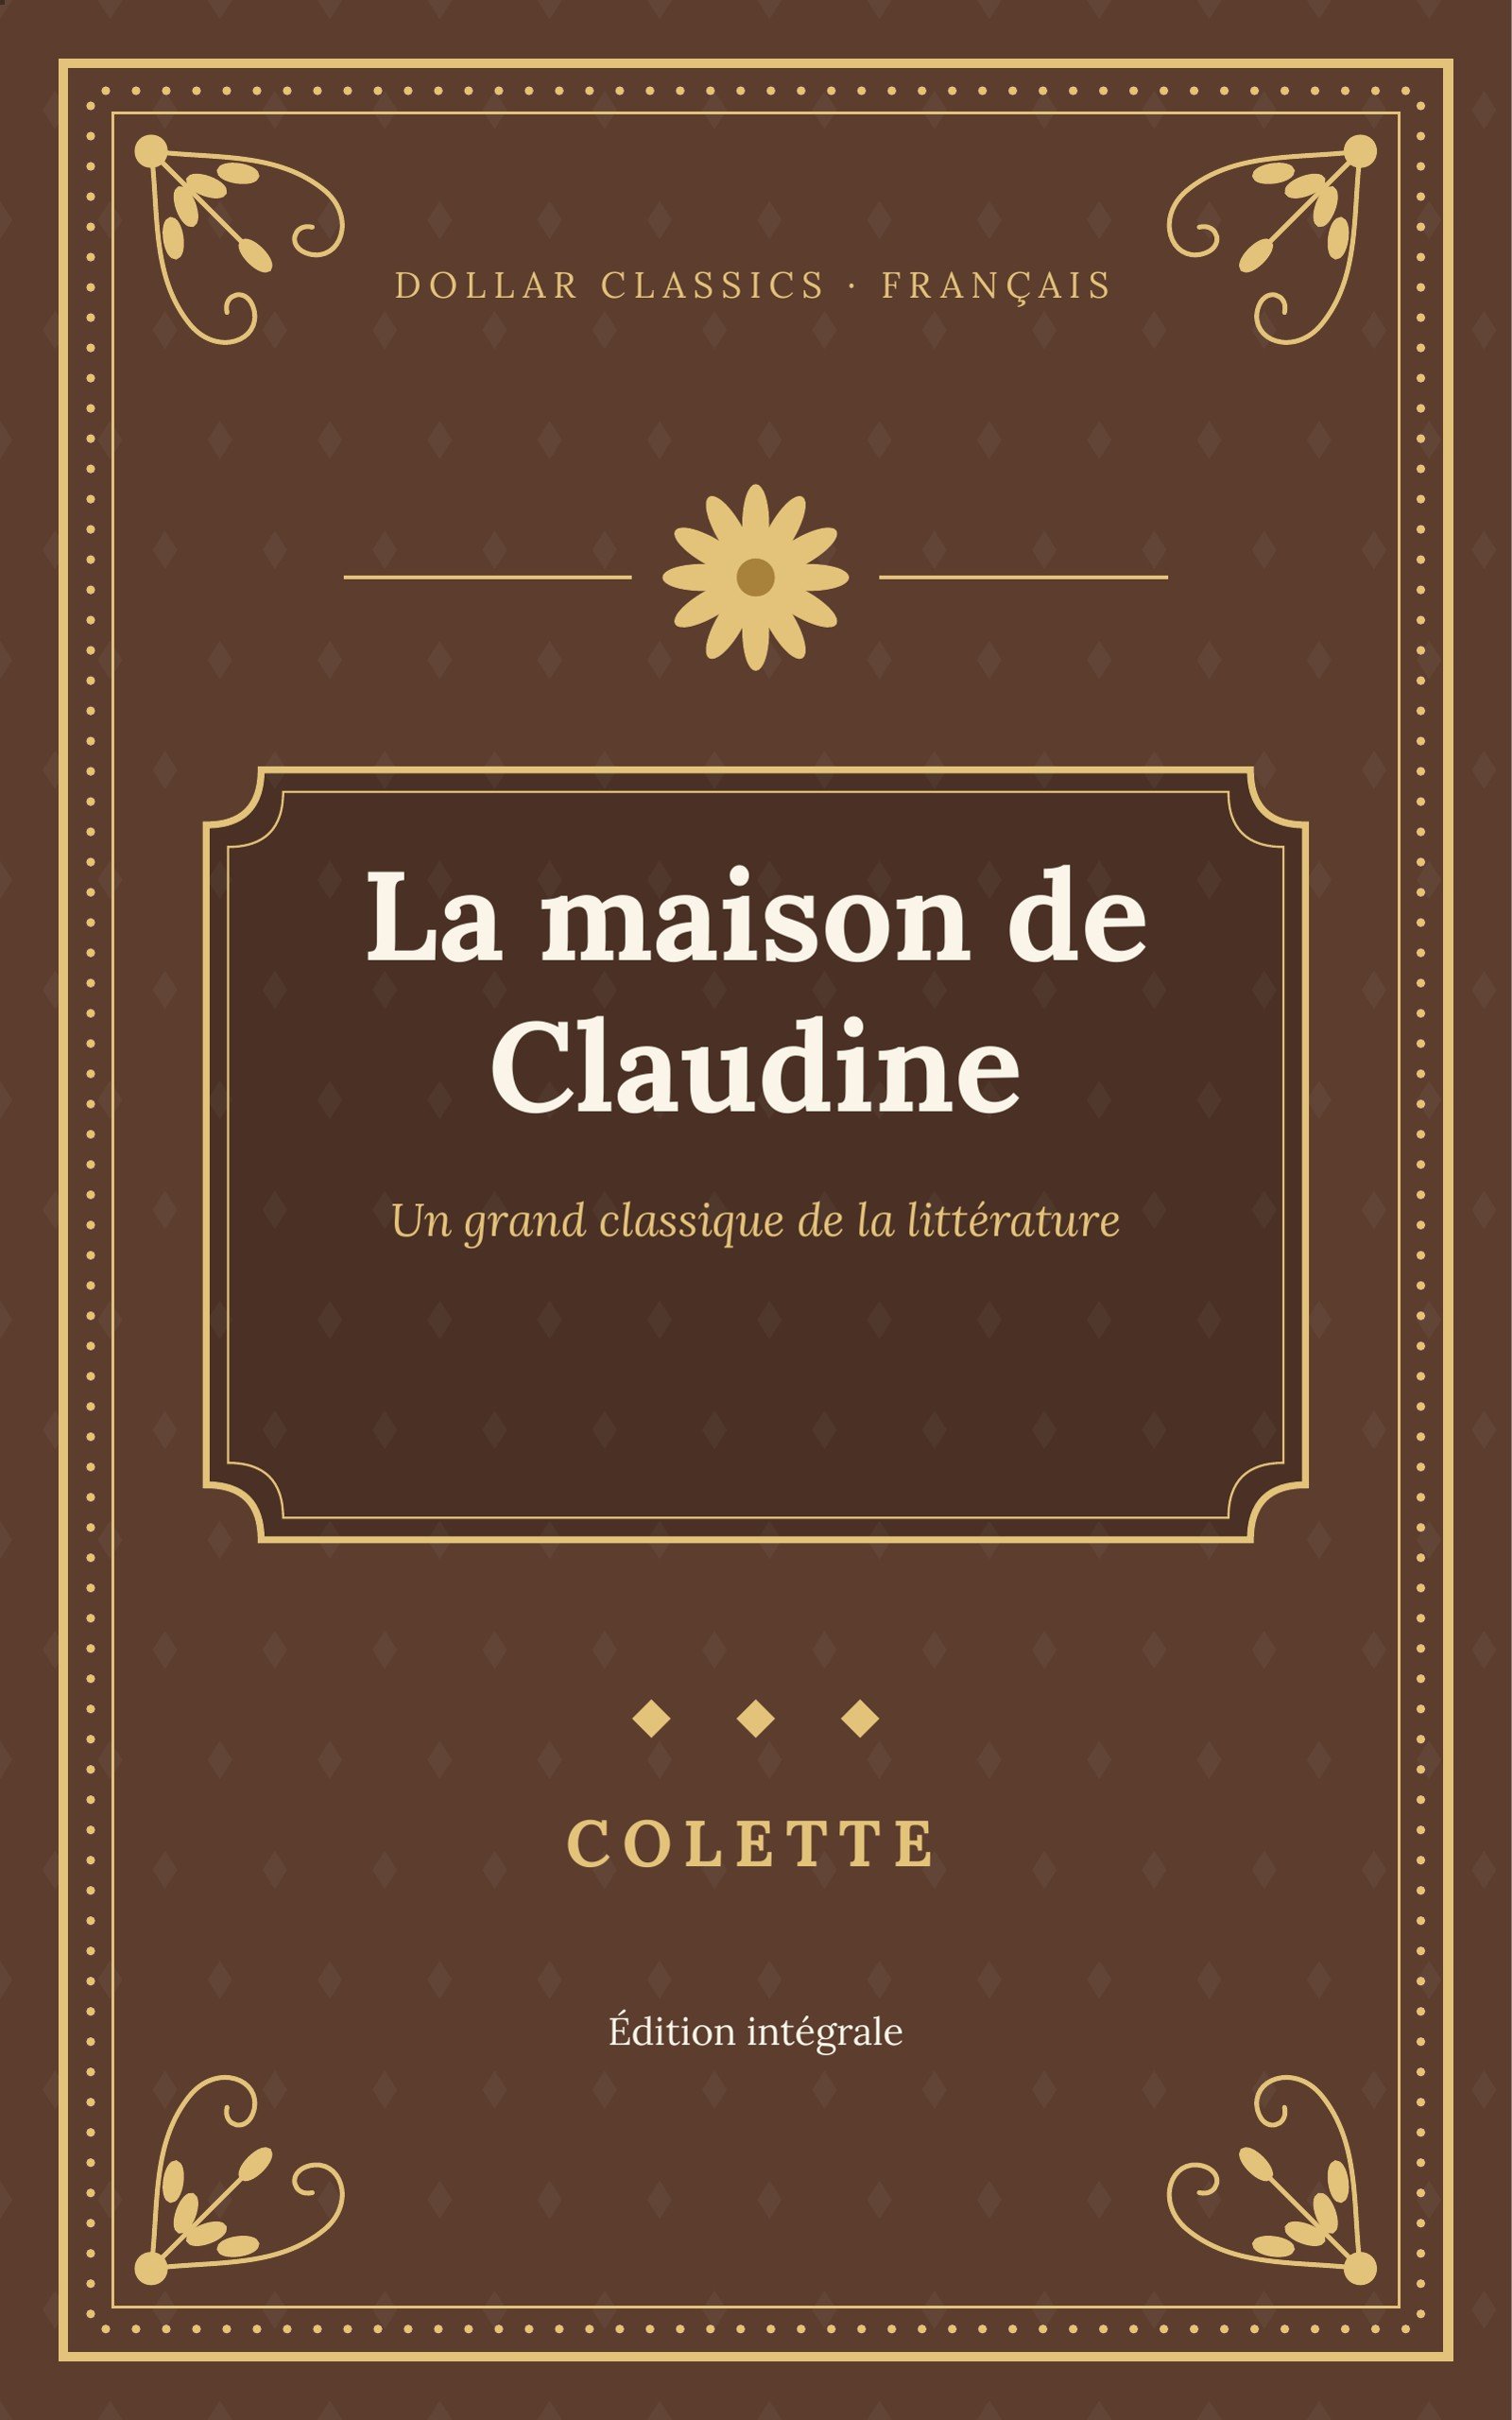 DOLLAR CLASSICS · FRANÇAIS
La maison de
Claudine
Un grand classique de la littérature
COLETTE
Édition intégrale